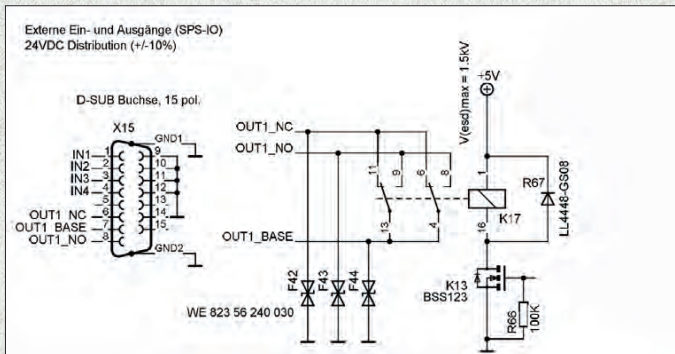 Externe Ein- und Ausgänge (SPS-IO)
24VDC Distribution (+/-10%)
D-SUB Buchse, 15 pol.
X15
GND1
IN1
IN2
IN3
IN4
OUT1_NC
OUT1_BASE
OUT1_NO
1
2
3
4
5
6
7
8
9
10
11
12
13
14
15
GND2
OUT1_NC
OUT1_NO
OUT1_BASE
11
9
6
8
13
4
F42
F43
F44
WE 823 56 240 030
V(esd)max = 1.5kV
+5V
1
K17
16
R67
LL4448-GS08
K13
BSS123
R66
100K